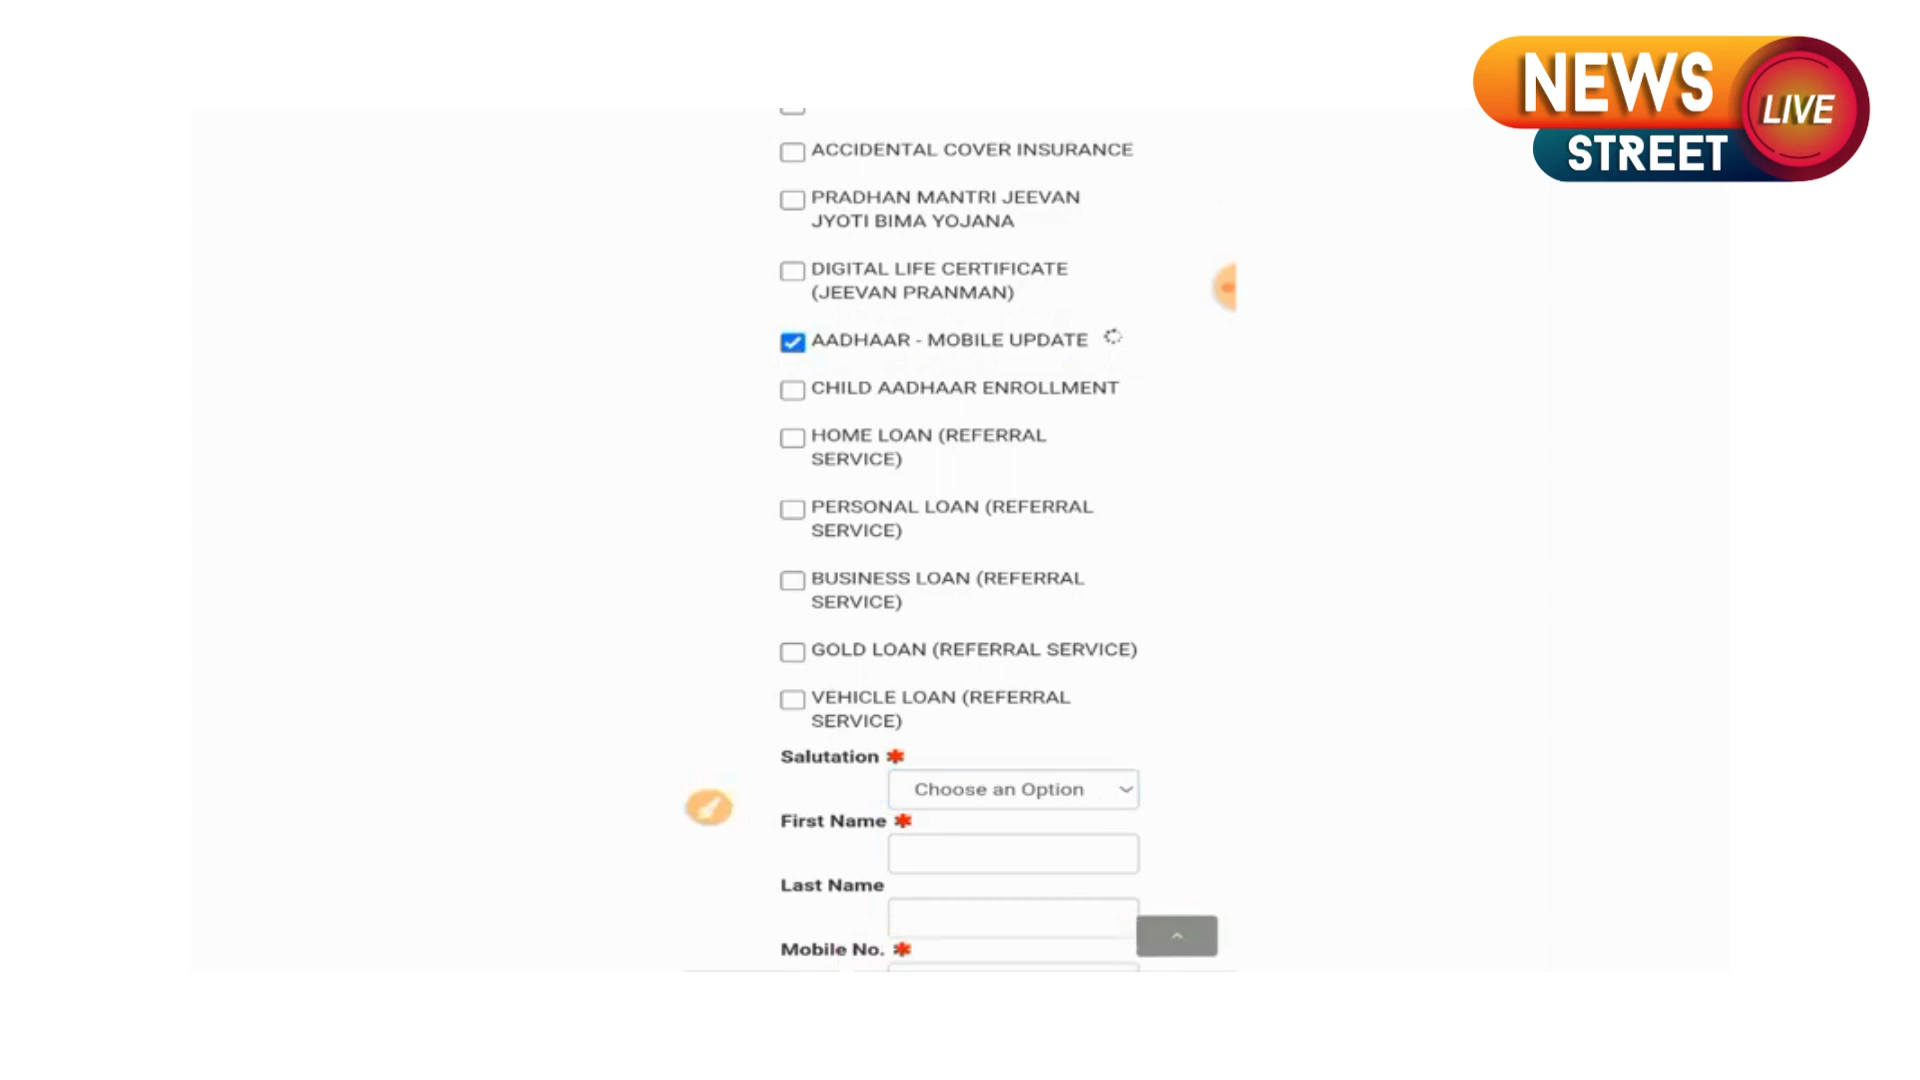 NEWS
LIVE
STREET
ACCIDENTAL COVER INSURANCE
PRADHAN MANTRI JEEVAN
JYOTI BIMA YOJANA
DIGITAL LIFE CERTIFICATE
(JEEVAN PRANMAN)
AADHAAR - MOBILE UPDATE
CHILD AADHAAR ENROLLMENT
HOME LOAN (REFERRAL
SERVICE)
PERSONAL LOAN (REFERRAL
SERVICE)
BUSINESS LOAN (REFERRAL
SERVICE)
GOLD LOAN (REFERRAL SERVICE)
VEHICLE LOAN (REFERRAL
SERVICE)
Salutation *
Choose an Option
First Name *
Last Name
Mobile No. *